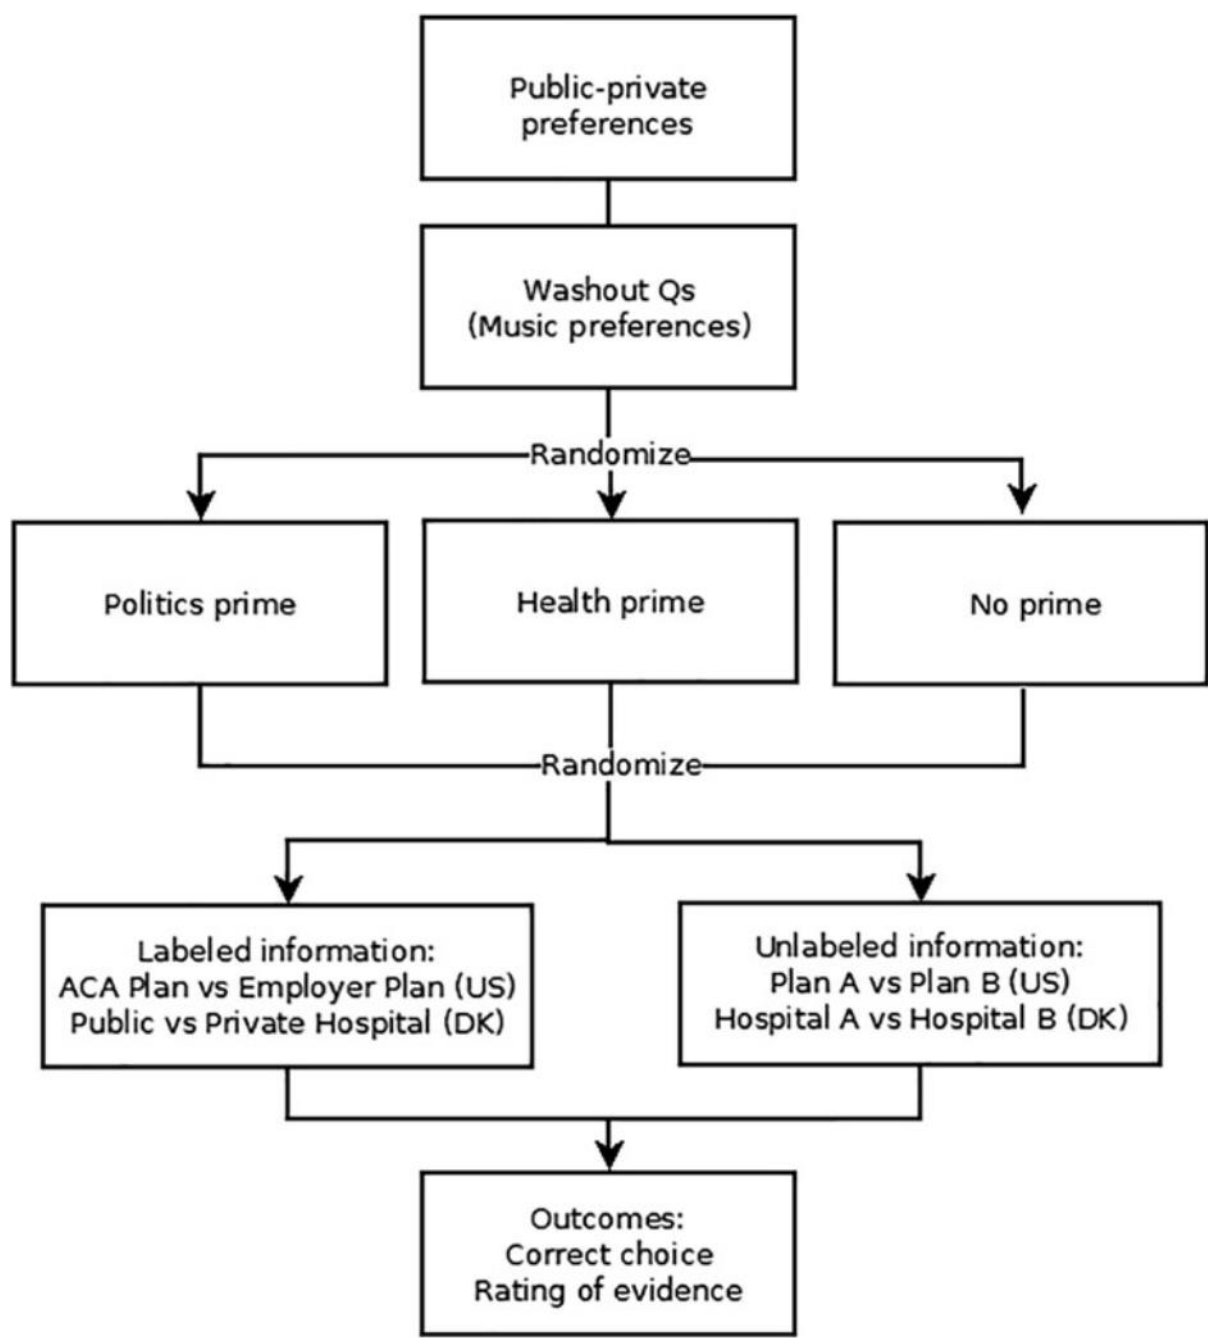 Public-private
preferences
Washout Qs
(Music preferences)
Randomize
Politics prime
Health prime
No prime
Randomize
Labeled information:
ACA Plan vs Employer Plan (US)
Public vs Private Hospital (DK)
Unlabeled information:
Plan A vs Plan B (US)
Hospital A vs Hospital B (DK)
Outcomes:
Correct choice
Rating of evidence